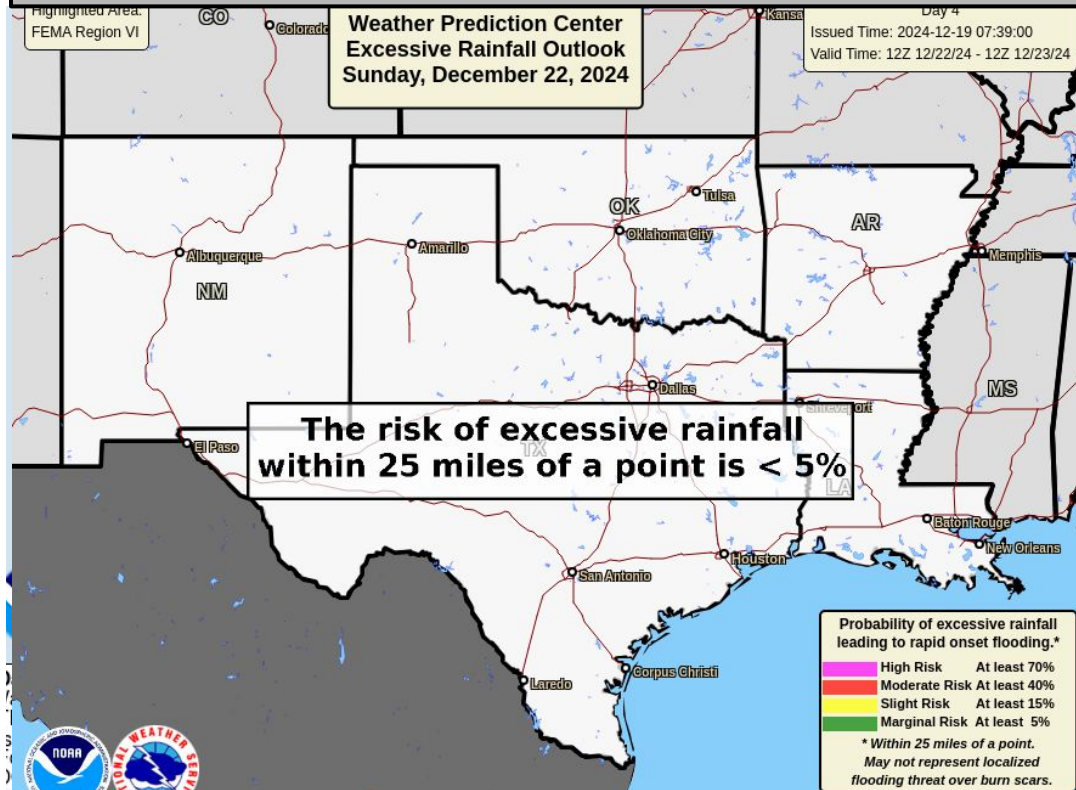 Highlighted Area:
FEMA Region VI
Weather Prediction Center
Excessive Rainfall Outlook
Sunday, December 22, 2024
Day 4
Issued Time: 2024-12-19 07:39:00
Valid Time: 12Z 12/22/24 - 12Z 12/23/24
CO
Colorad
Kansa
Tulsa
OK
Oklahoma City
AR
Amarillo
Albuquerque
Memphis
NM
Dallas
MS
Shreveport
The risk of excessive rainfall
within 25 miles of a point is < 5%
El Paso
TX
LA
Baton Rouge
New Orleans
Houston
San Antonio
Corpus Christi
Laredo
Probability of excessive rainfall
leading to rapid onset flooding.*
High Risk At least 70%
Moderate Risk At least 40%
Slight Risk At least 15%
Marginal Risk At least 5%
* Within 25 miles of a point.
May not represent localized
flooding threat over burn scars.
NOAA